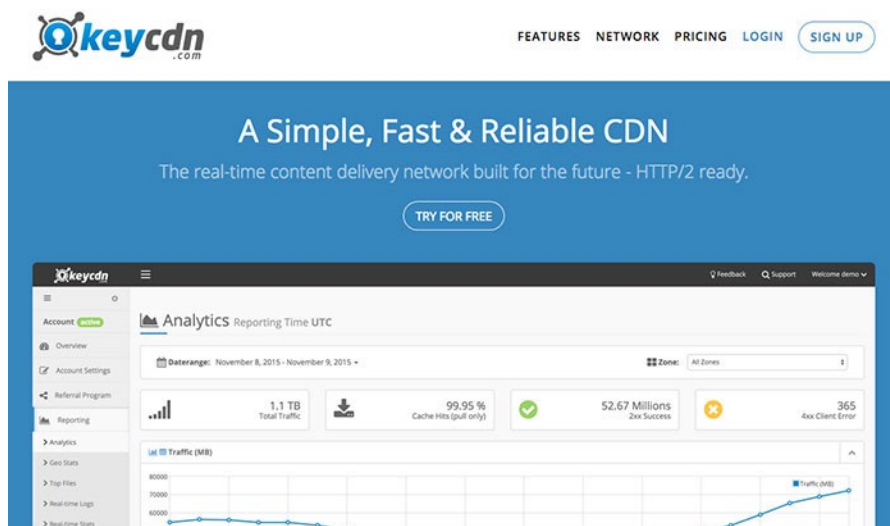 keycdn
.com
FEATURES NETWORK PRICING LOGIN SIGN UP
A Simple, Fast & Reliable CDN
The real-time content delivery network built for the future - HTTP/2 ready.
TRY FOR FREE
keycdn
Feedback Support Welcome demo
Account active
Overview
Account Settings
Referral Program
Reporting
Analytics
Geo Stats
Top Files
Real-time Logs
Real-time Stats
Analytics Reporting Time UTC
Daterange: November 8, 2015 - November 9, 2015
Zone: All Zones
1.1 TB
Total Traffic
99.95 %
Cache Hits (pull only)
52.67 Millions
2xx Success
365
4xx Client Error
Traffic (MB)
80000
70000
60000
Traffic (MB)